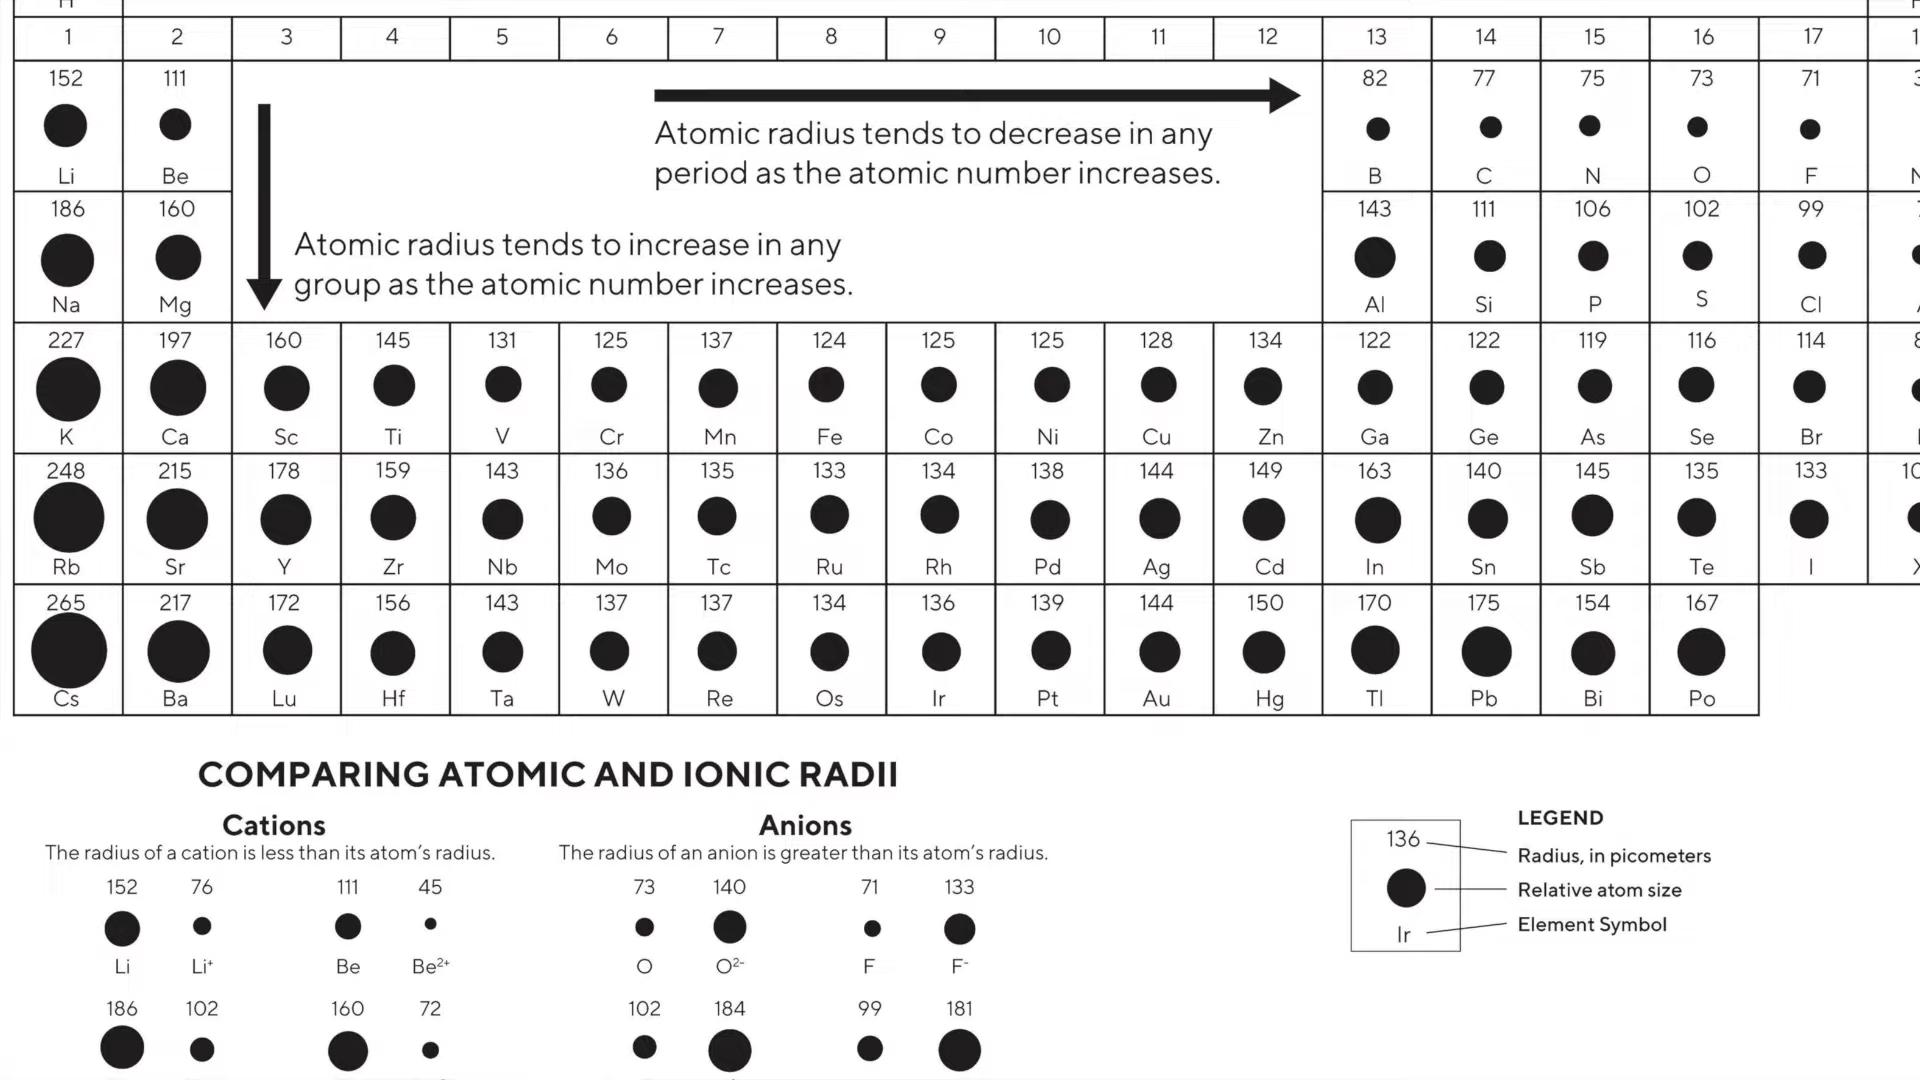 1 2 3 4 5 6 7 8 9 10 11 12 13 14 15 16 17
152 111 82 77 75 73 71
Atomic radius tends to decrease in any
period as the atomic number increases.
Li Be B C N O F
186 160 143 111 106 102 99
Atomic radius tends to increase in any
group as the atomic number increases.
Na Mg Al Si P S Cl
227 197 160 145 131 125 137 124 125 125 128 134 122 122 119 116 114
K Ca Sc Ti V Cr Mn Fe Co Ni Cu Zn Ga Ge As Se Br
248 215 178 159 143 136 135 133 134 138 144 149 163 140 145 135 133
Rb Sr Y Zr Nb Mo Tc Ru Rh Pd Ag Cd In Sn Sb Te I
265 217 172 156 143 137 137 134 136 139 144 150 170 175 154 167
Cs Ba Lu Hf Ta W Re Os Ir Pt Au Hg Tl Pb Bi Po
COMPARING ATOMIC AND IONIC RADII
Cations
The radius of a cation is less than its atom's radius.
152 76 111 45
Li Li⁺ Be Be²⁺
186 102 160 72
Anions
The radius of an anion is greater than its atom's radius.
73 140 71 133
O O²⁻ F F⁻
102 184 99 181
LEGEND
136
Radius, in picometers
Relative atom size
Ir
Element Symbol